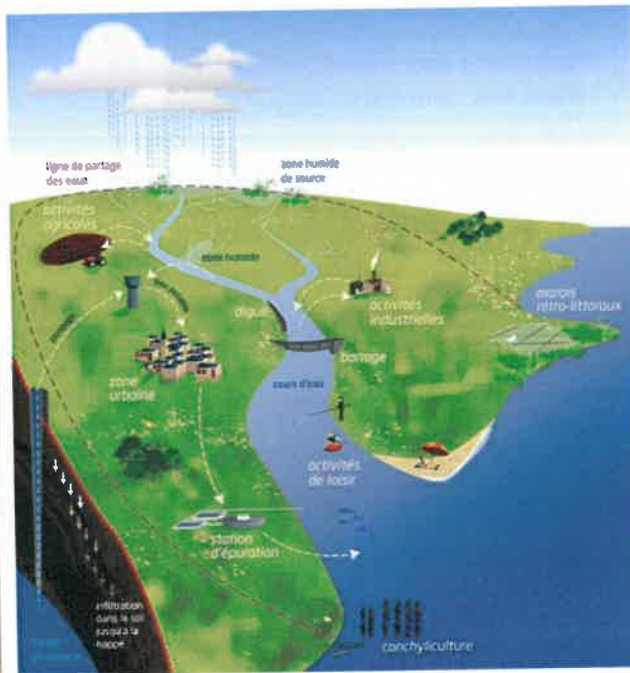 ligne de partage
des eaux
zone humide
de source
activités
agricoles
zone humide
digue
activités
industrielles
marais
rétro-littoraux
barrage
zone
urbaine
cours d'eau
activités
de loisir
station
d'épuration
infiltration
dans le sol
jusqu'à la
nappe
conchyliculture